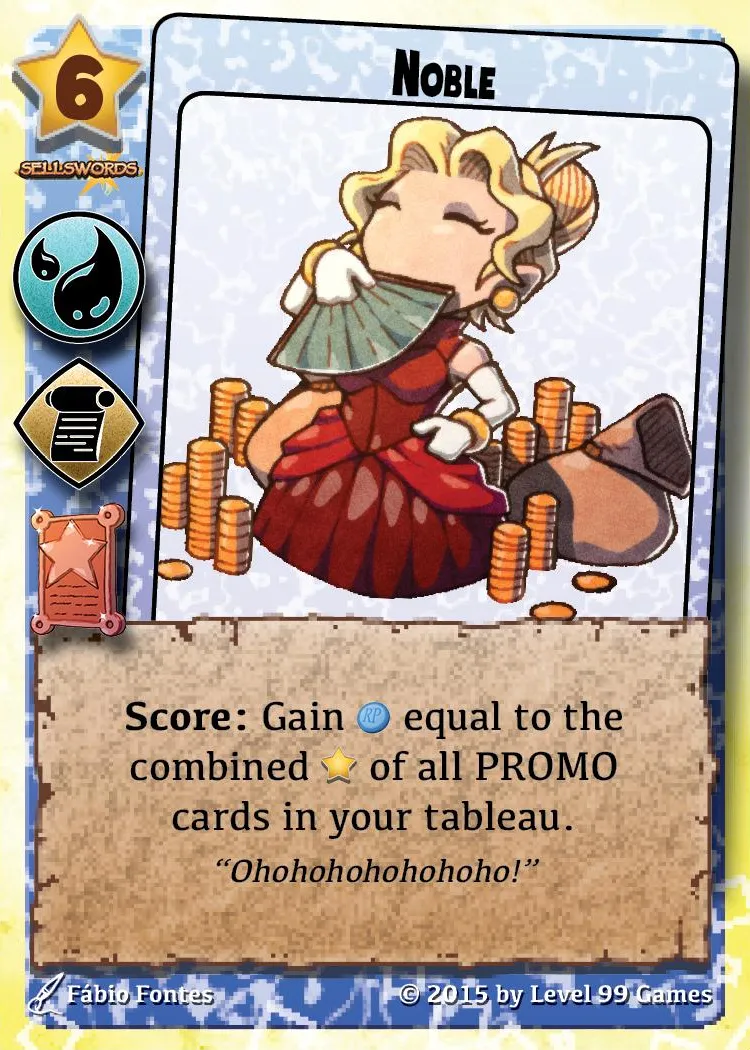 6
SELLSWORDS
NOBLE
Score: Gain RP equal to the
combined of all PROMO
cards in your tableau.
“Ohohohohohohoho!”
Fábio Fontes
© 2015 by Level 99 Games